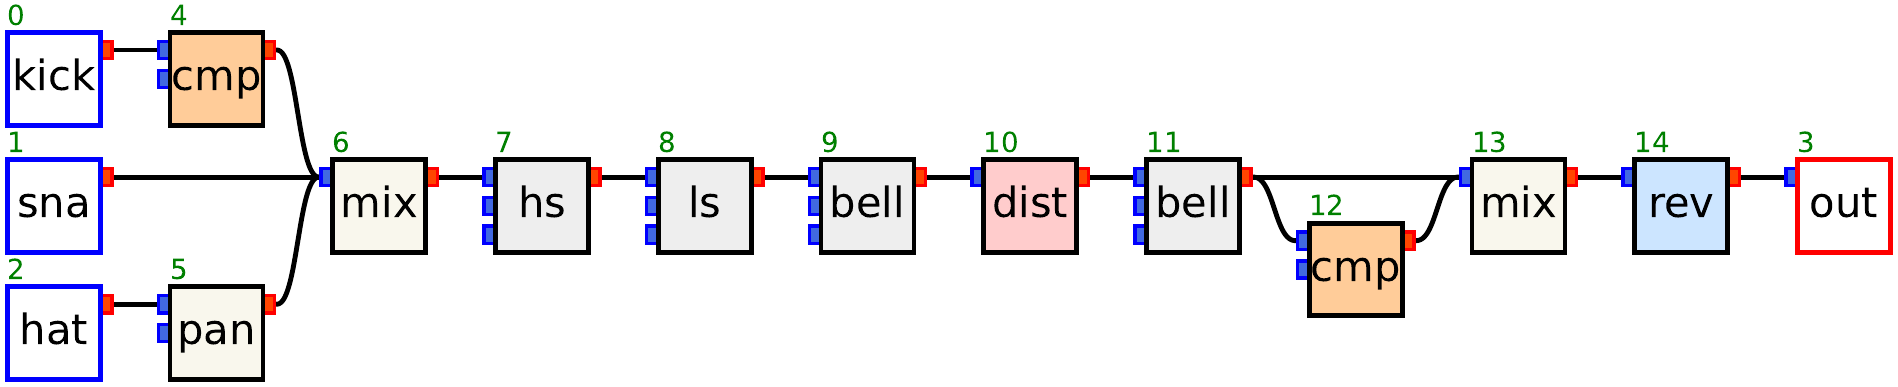 0 4
kick cmp
1 6 7 8 9 10 11 13 14 3
sna mix hs ls bell dist bell mix rev out
12
cmp
2 5
hat pan